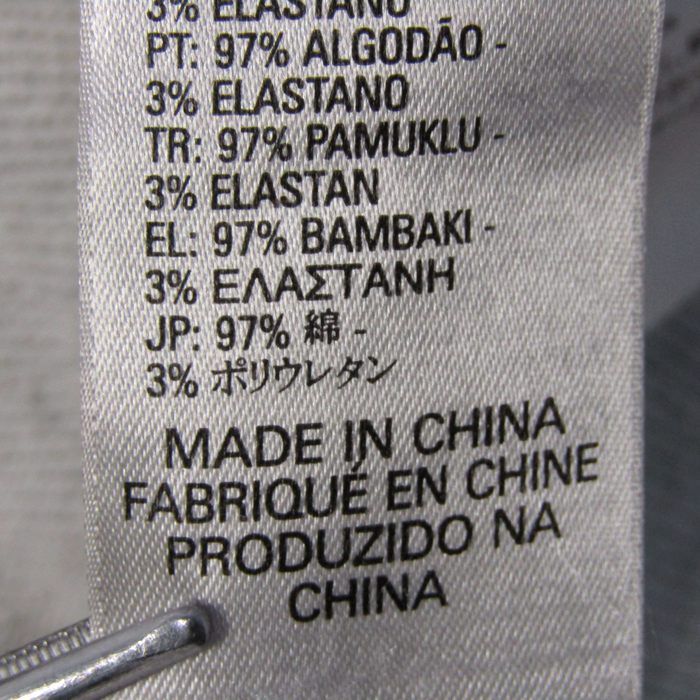 3% ELASTANO
PT: 97% ALGODÃO -
3% ELASTANO
TR: 97% PAMUKLU -
3% ELASTAN
EL: 97% BAMBAKI -
3% ΕΛΑΣΤΑΝΗ
JP: 97% 綿 -
3% ポリウレタン
MADE IN CHINA
FABRIQUÉ EN CHINE
PRODUZIDO NA
CHINA